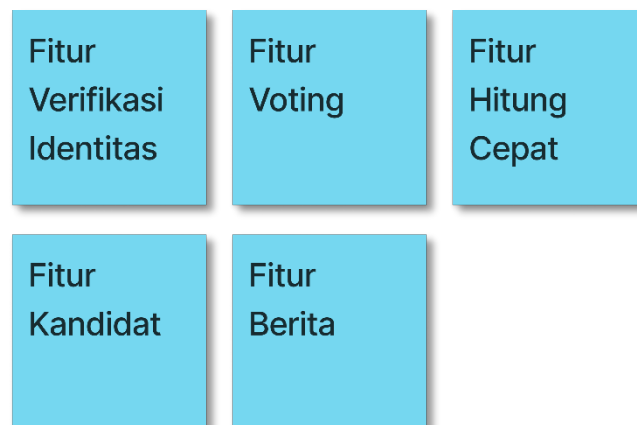 Fitur
Verifikasi
Identitas
Fitur
Voting
Fitur
Hitung
Cepat
Fitur
Kandidat
Fitur
Berita